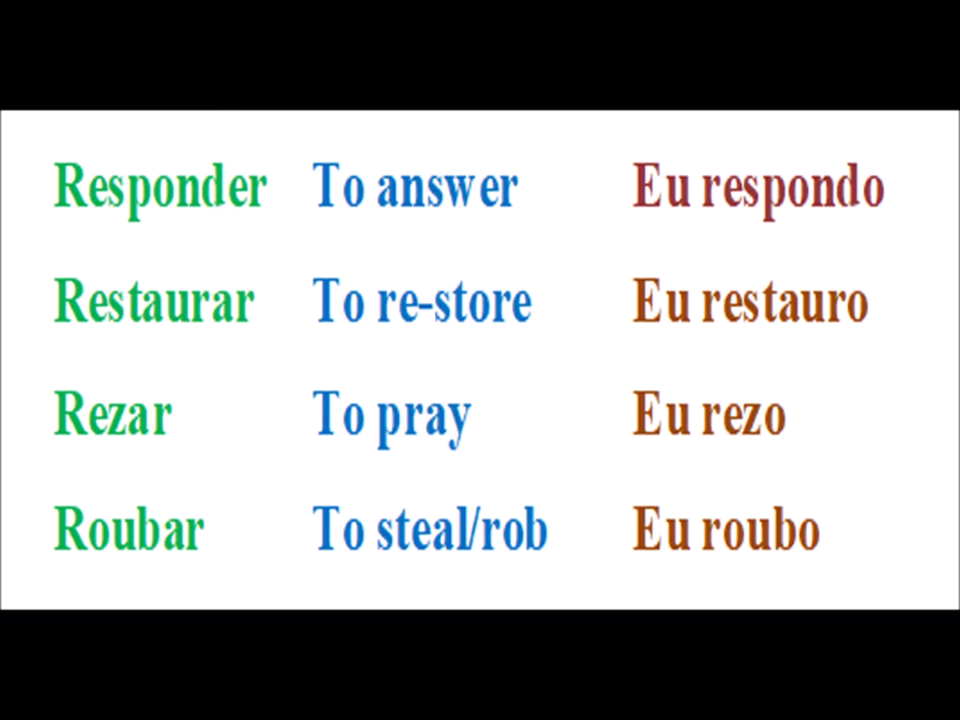 Responder To answer Eu respondo
Restaurar To re-store Eu restauro
Rezar To pray Eu rezo
Roubar To steal/rob Eu roubo